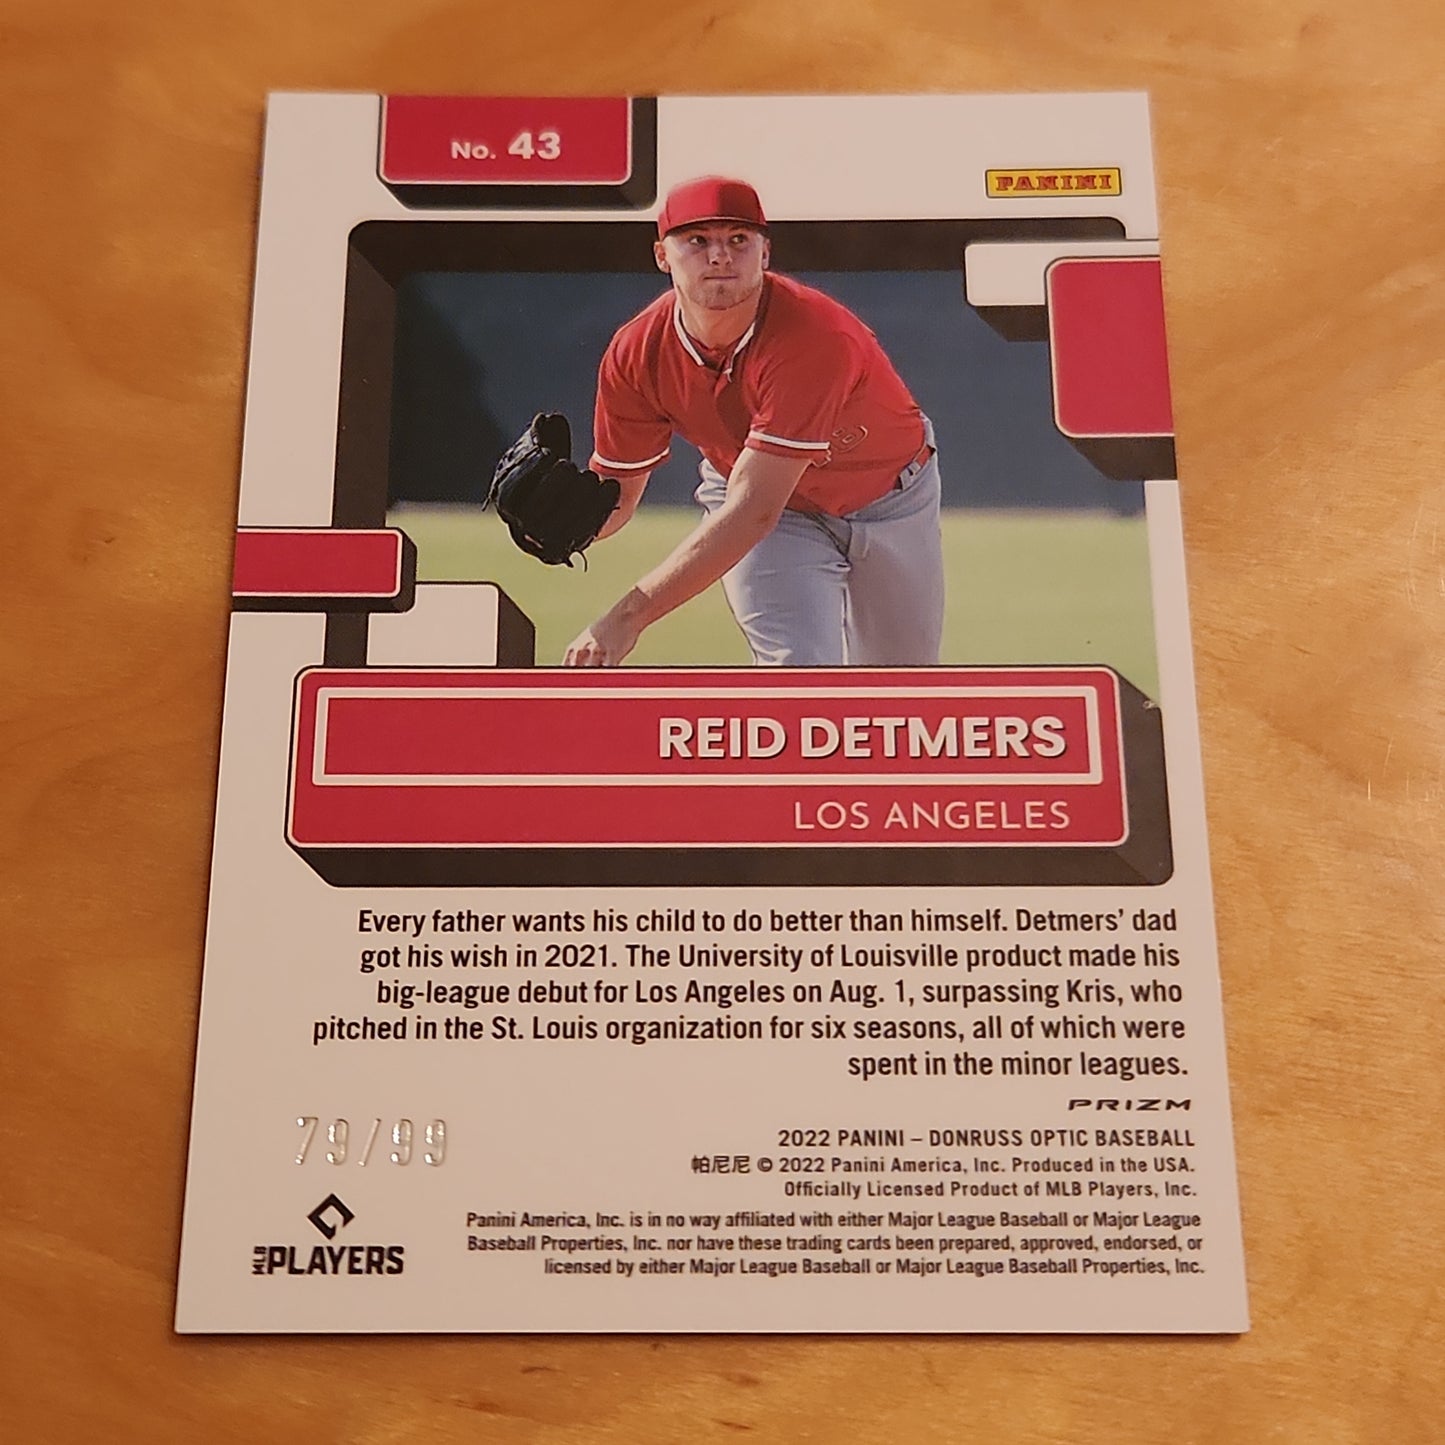 No. 43
PANINI
REID DETMERS
LOS ANGELES
Every father wants his child to do better than himself. Detmers’ dad
got his wish in 2021. The University of Louisville product made his
big-league debut for Los Angeles on Aug. 1, surpassing Kris, who
pitched in the St. Louis organization for six seasons, all of which were
spent in the minor leagues.
PRIZM
79/99
2022 PANINI – DONRUSS OPTIC BASEBALL
帕尼尼 © 2022 Panini America, Inc. Produced in the USA.
Officially Licensed Product of MLB Players, Inc.
MLB PLAYERS
Panini America, Inc. is in no way affiliated with either Major League Baseball or Major League
Baseball Properties, Inc. nor have these trading cards been prepared, approved, endorsed, or
licensed by either Major League Baseball or Major League Baseball Properties, Inc.